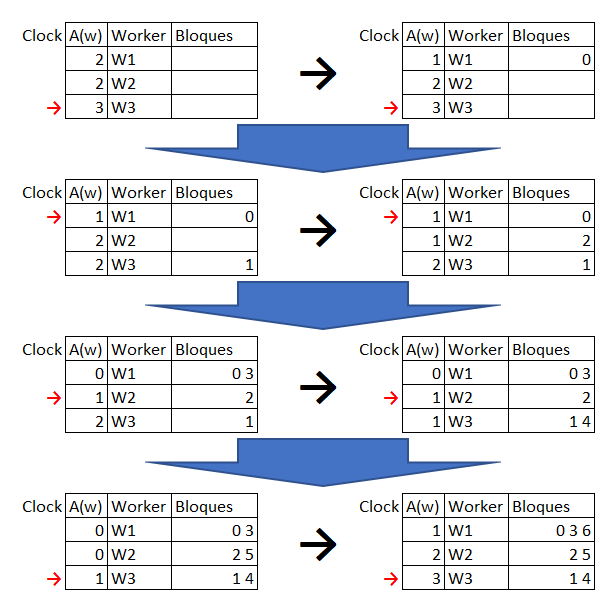 Clock A(w) Worker Bloques Clock A(w) Worker Bloques
2 W1 1 W1 0
2 W2 2 W2
3 W3 3 W3
Clock A(w) Worker Bloques Clock A(w) Worker Bloques
1 W1 0 1 W1 0
2 W2 1 W2 2
2 W3 1 2 W3 1
Clock A(w) Worker Bloques Clock A(w) Worker Bloques
0 W1 0 3 0 W1 0 3
1 W2 2 1 W2 2
2 W3 1 1 W3 1 4
Clock A(w) Worker Bloques Clock A(w) Worker Bloques
0 W1 0 3 1 W1 0 3 6
0 W2 2 5 2 W2 2 5
1 W3 1 4 3 W3 1 4